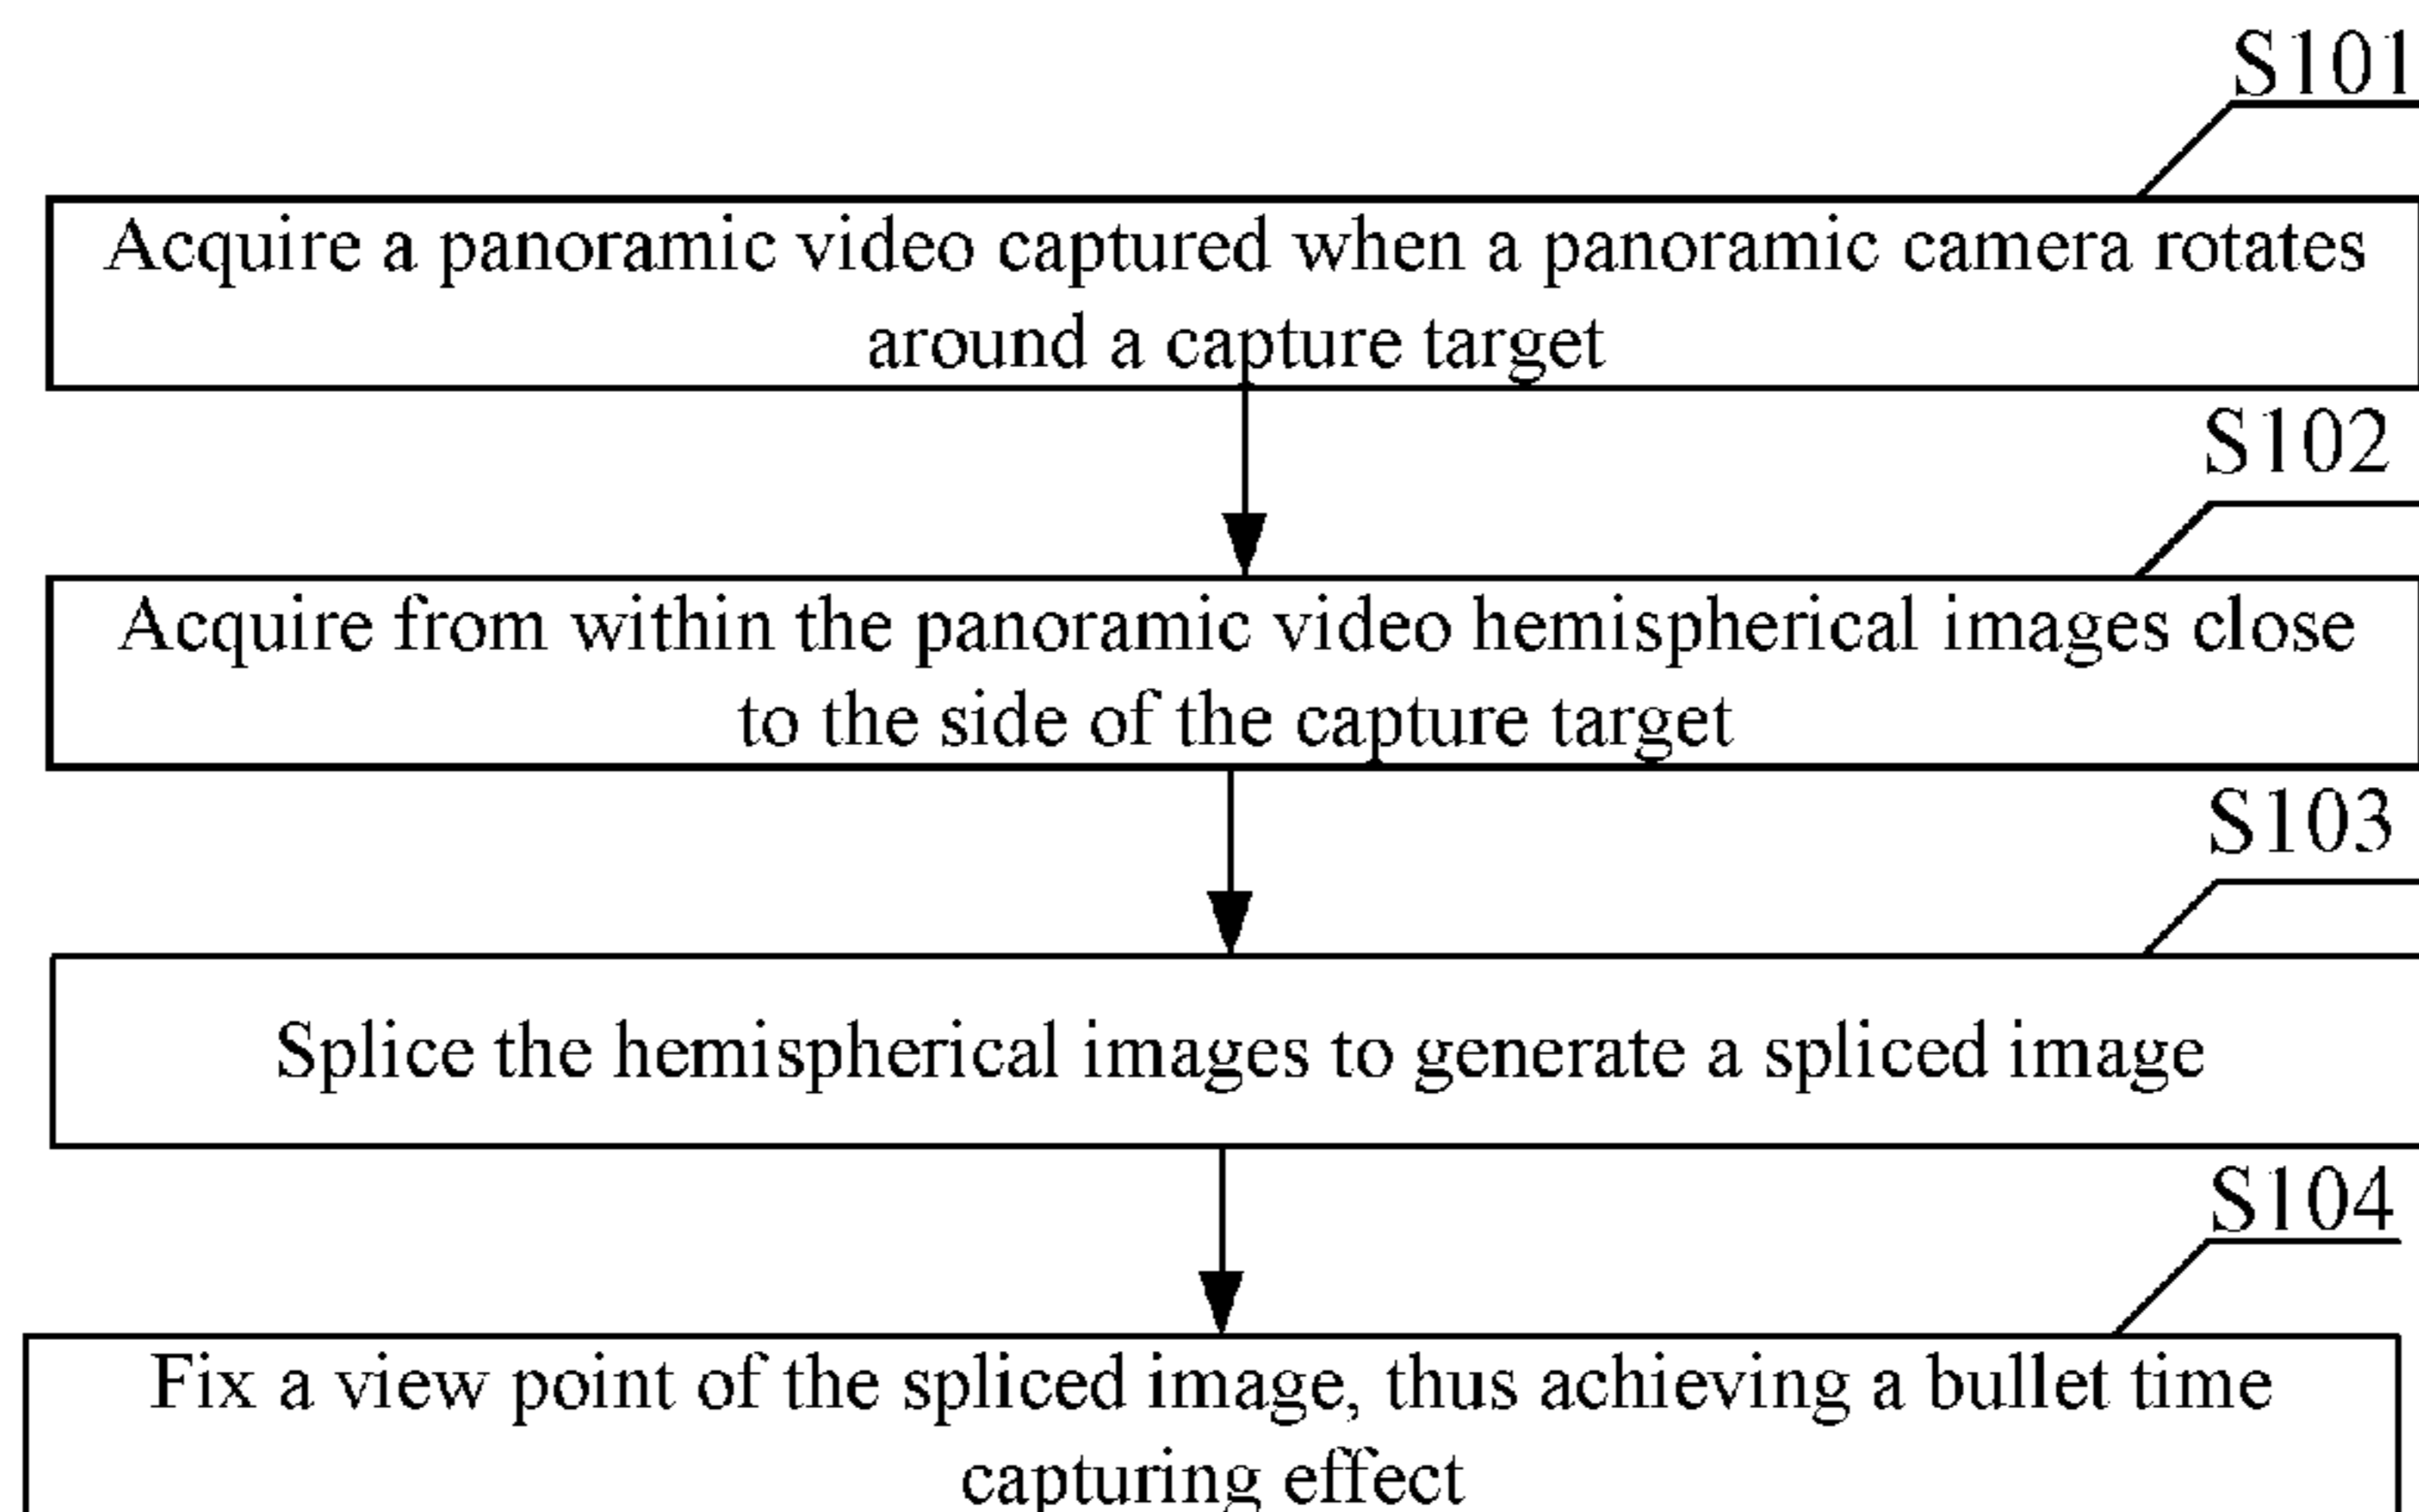 S101
Acquire a panoramic video captured when a panoramic camera rotates
around a capture target
S102
Acquire from within the panoramic video hemispherical images close
to the side of the capture target
S103
Splice the hemispherical images to generate a spliced image
S104
Fix a view point of the spliced image, thus achieving a bullet time
capturing effect